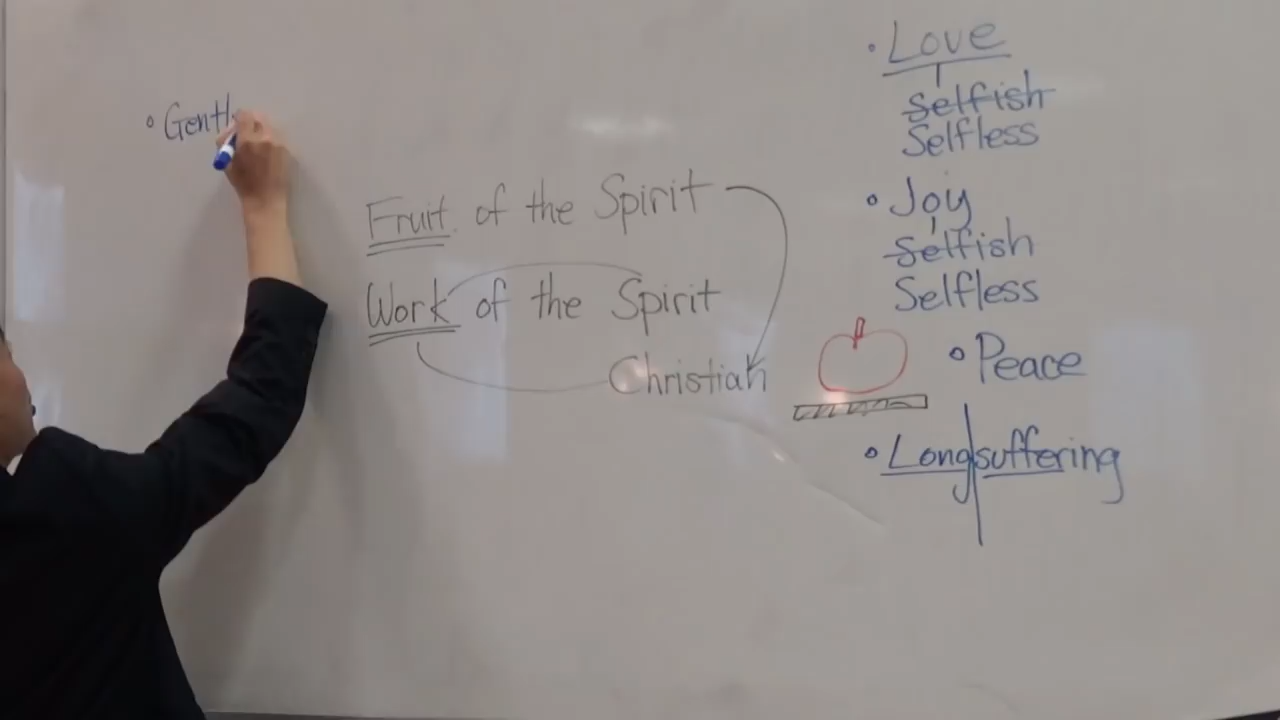 • Gentl
Fruit of the Spirit
Work of the Spirit
Christian
• Love
Selfish
Selfless
• Joy
Selfish
Selfless
• Peace
• Longsuffering